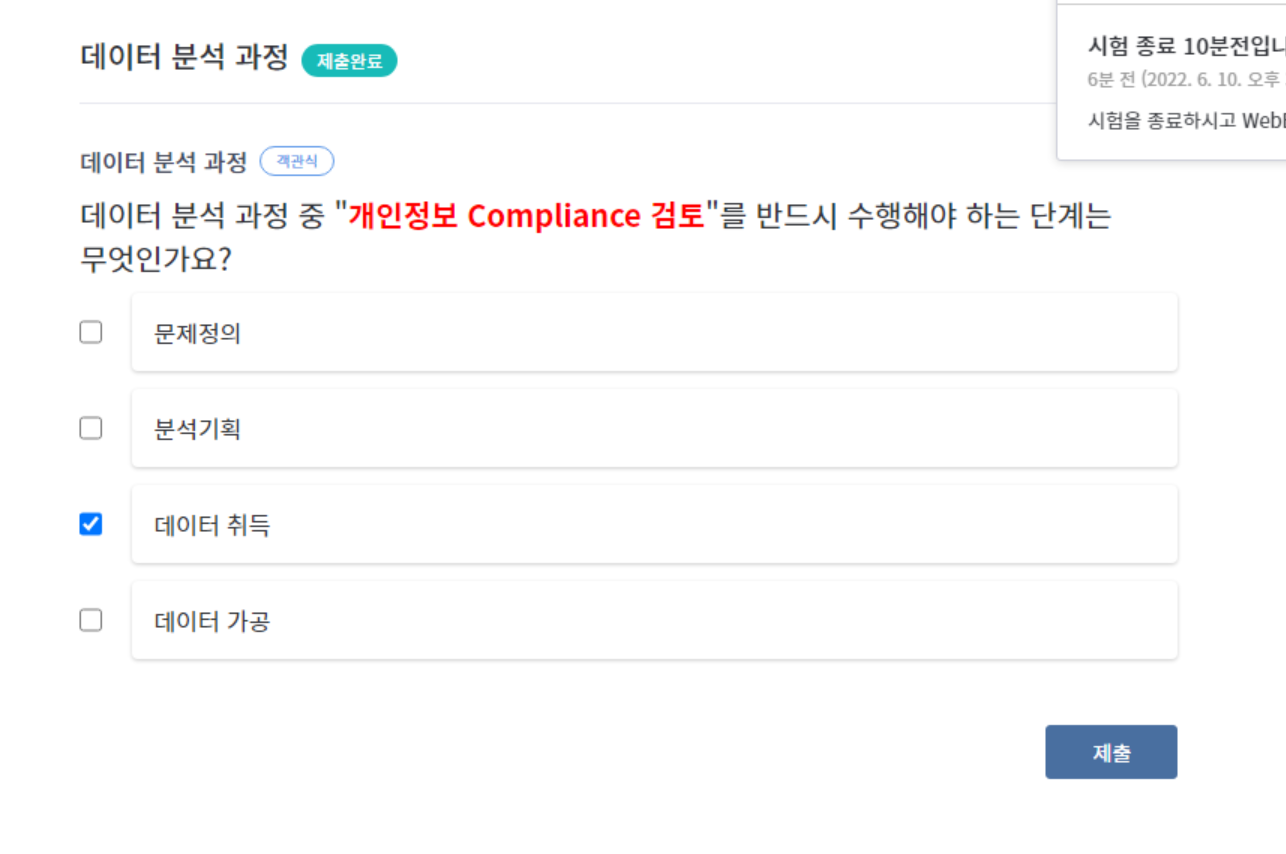 데이터 분석 과정 제출완료
시험 종료 10분전입니
6분 전 (2022. 6. 10. 오후
시험을 종료하시고 Web
데이터 분석 과정 객관식
데이터 분석 과정 중 "개인정보 Compliance 검토"를 반드시 수행해야 하는 단계는
무엇인가요?
문제정의
분석기획
데이터 취득
데이터 가공
제출